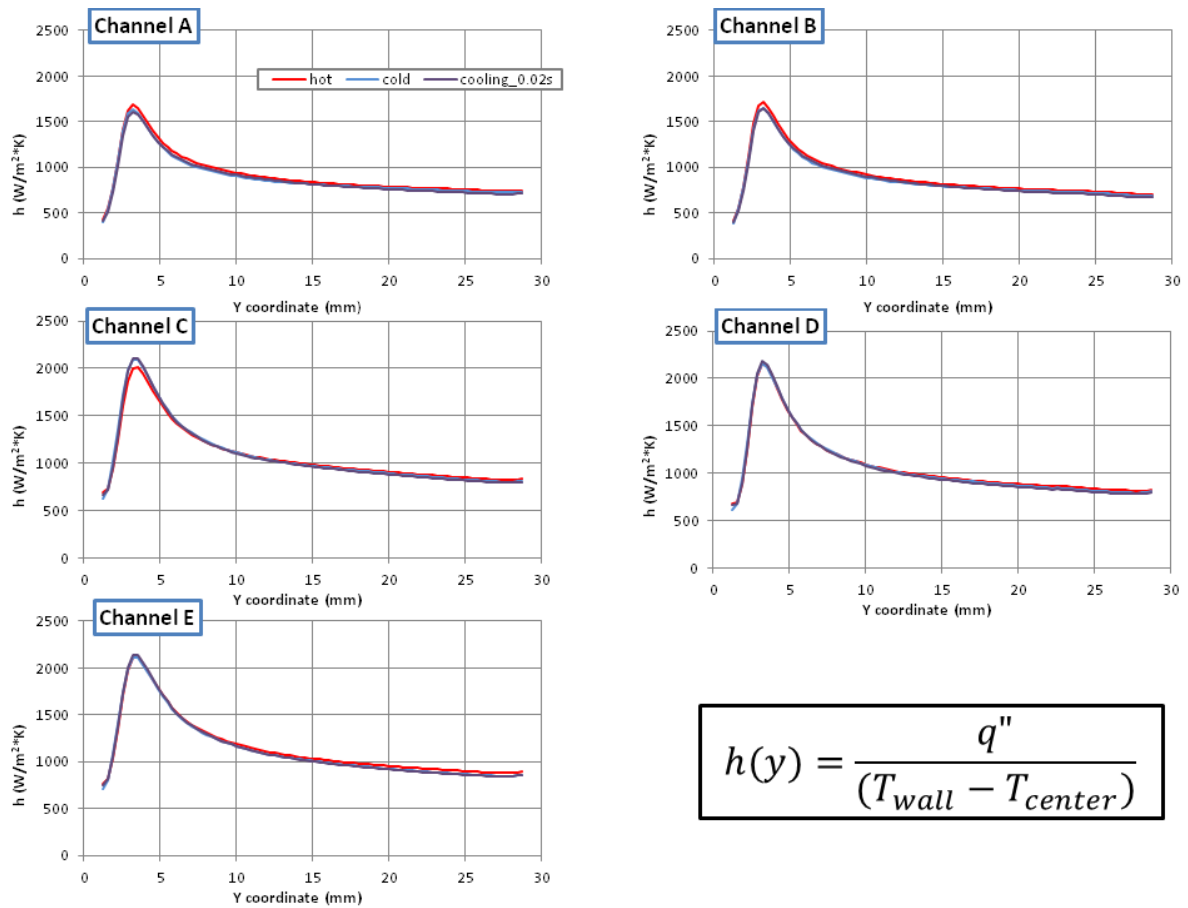 Channel A
2500
2000
1500
1000
500
0
h (W/m²*K)
0 5 10 15 20 25 30
Y coordinate (mm)
hot cold cooling_0.02s
Channel B
2500
2000
1500
1000
500
0
h (W/m²*K)
0 5 10 15 20 25 30
Y coordinate (mm)
Channel C
2500
2000
1500
1000
500
0
h (W/m²*K)
0 5 10 15 20 25 30
Y coordinate (mm)
Channel D
2500
2000
1500
1000
500
0
h (W/m²*K)
0 5 10 15 20 25 30
Y coordinate (mm)
Channel E
2500
2000
1500
1000
500
0
h (W/m²*K)
0 5 10 15 20 25 30
Y coordinate (mm)
h(y) = q" / (T_wall − T_center)